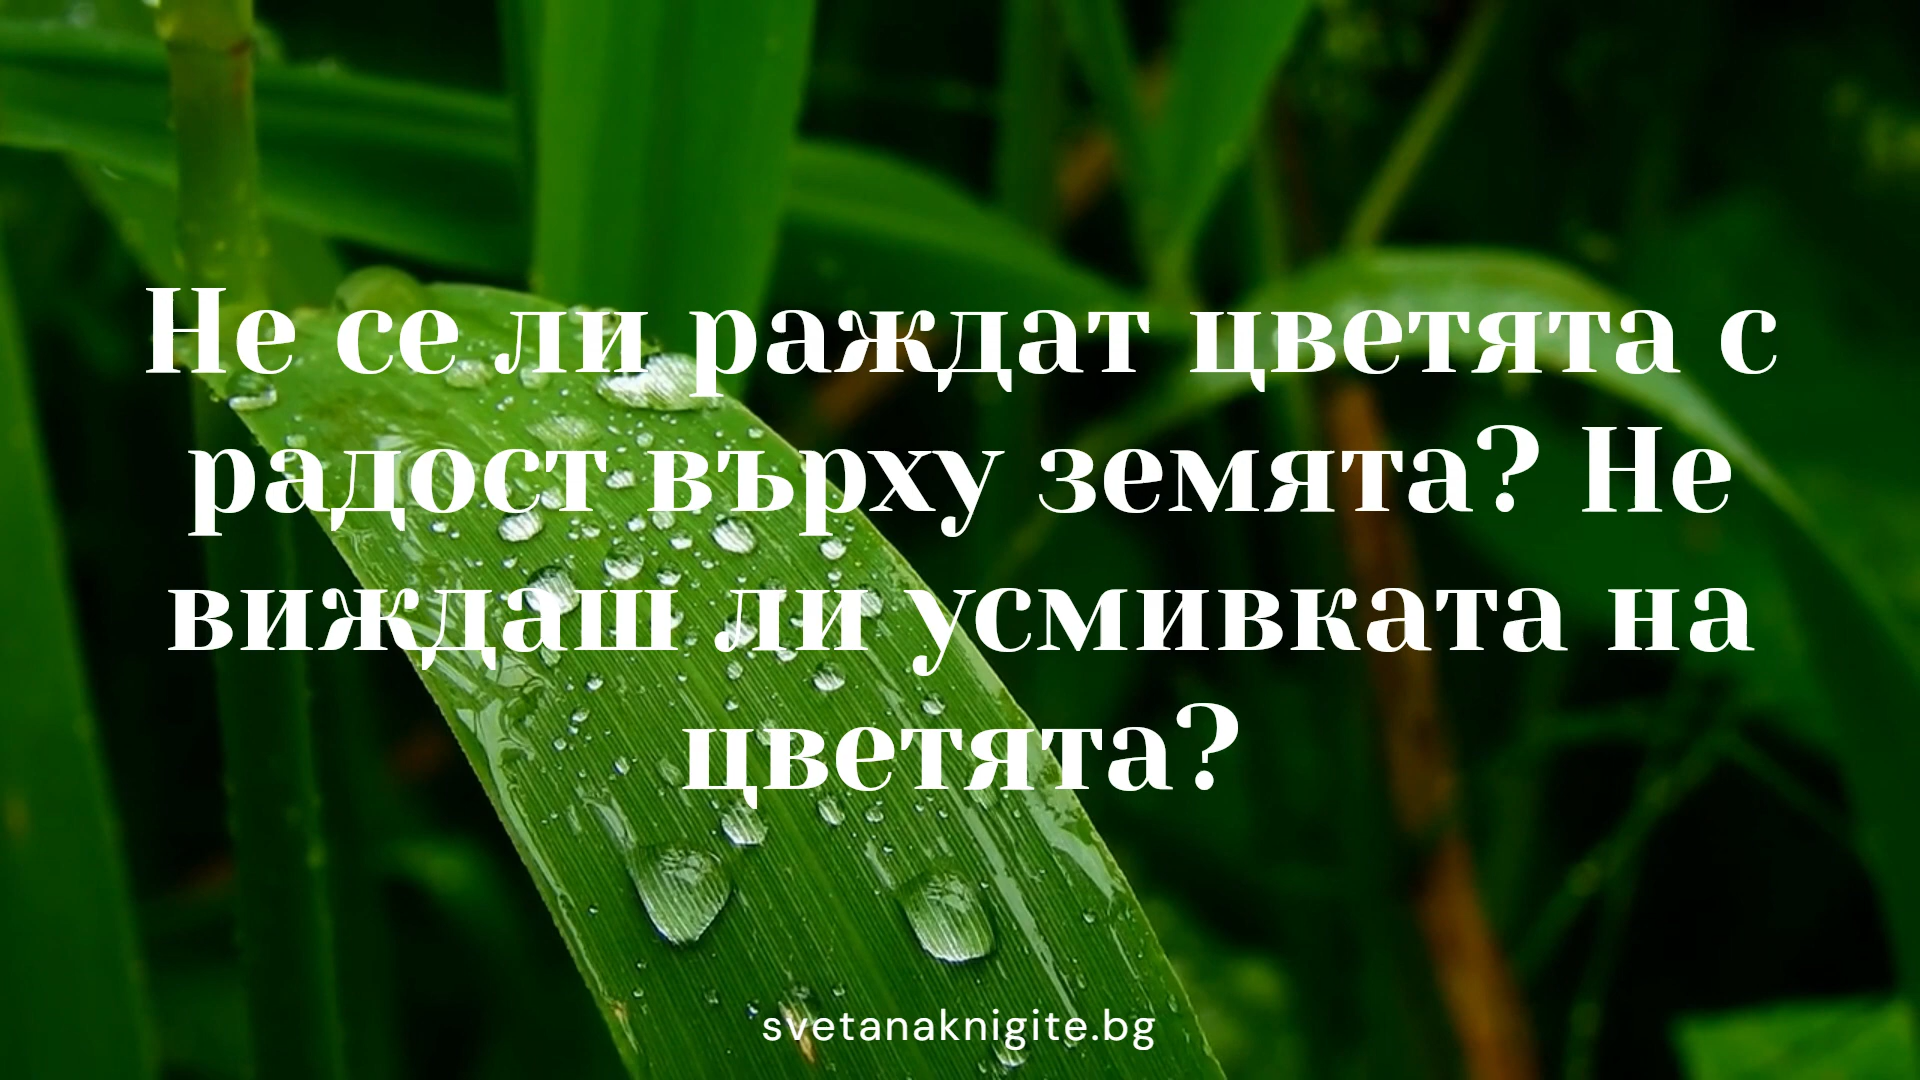 Не се ли раждат цветята с
радост върху земята? Не
виждаш ли усмивката на
цветята?
svetanaknigite.bg